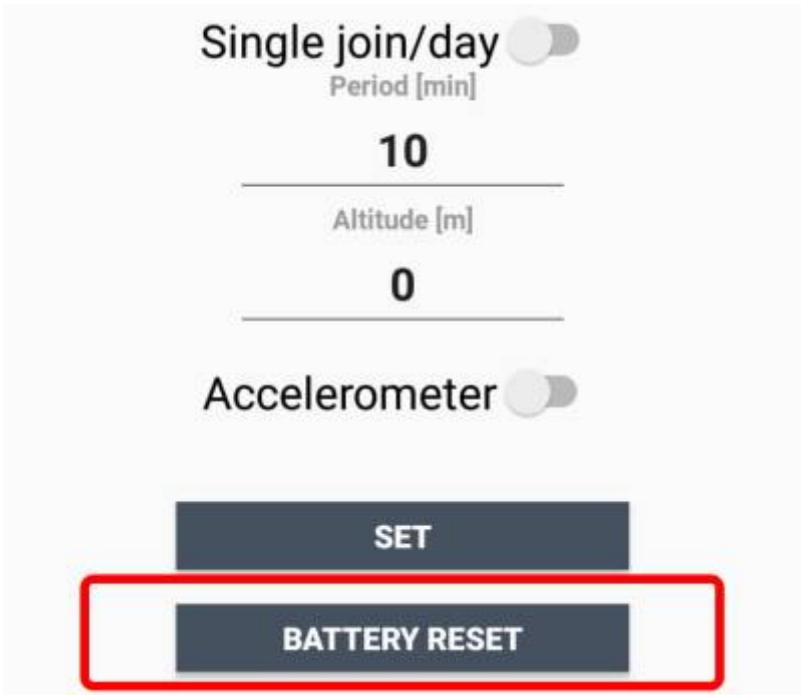 Single join/day
Period [min]
10
Altitude [m]
0
Accelerometer
SET
BATTERY RESET